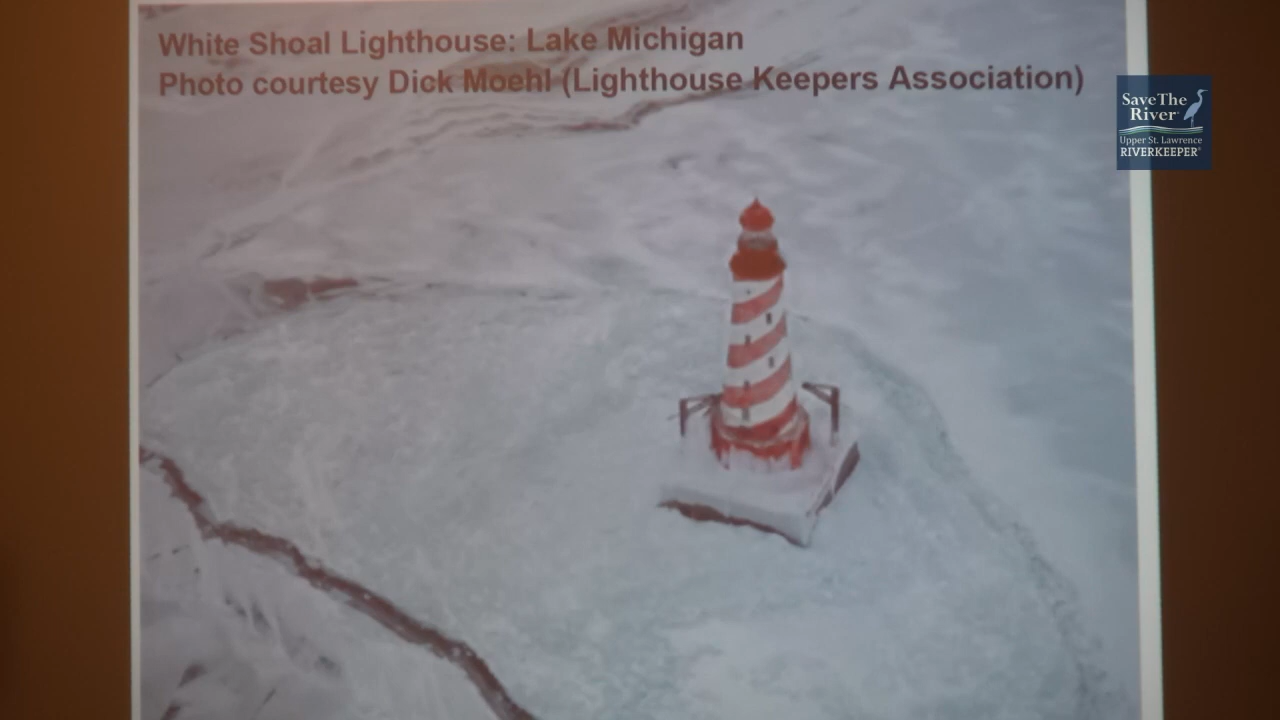 White Shoal Lighthouse: Lake Michigan
Photo courtesy Dick Moehl (Lighthouse Keepers Association)
Save The
River
Upper St. Lawrence
RIVERKEEPER®